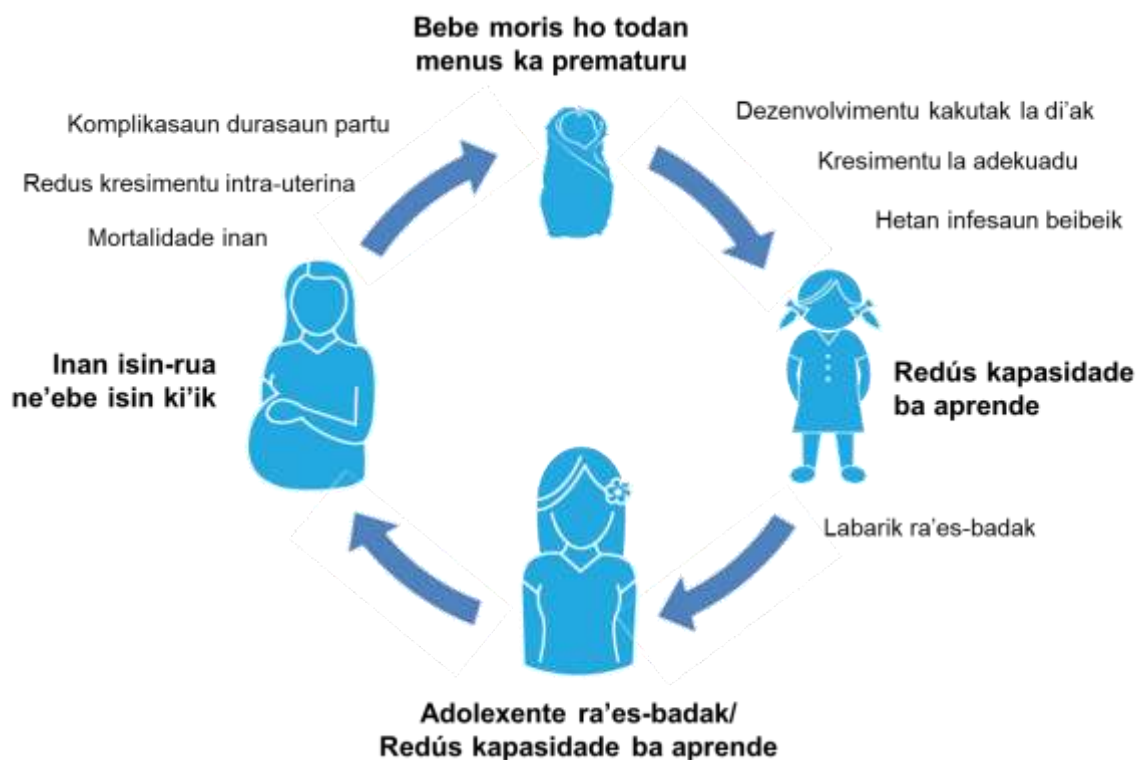 Bebe moris ho todan
menus ka prematuru
Komplikasaun durasaun partu
Redus kresimentu intra-uterina
Mortalidade inan
Dezenvolvimentu kakutak la di'ak
Kresimentu la adekuadu
Hetan infesaun beibeik
Inan isin-rua
ne'ebe isin ki'ik
Redús kapasidade
ba aprende
Labarik ra'es-badak
Adolexente ra'es-badak/
Redús kapasidade ba aprende